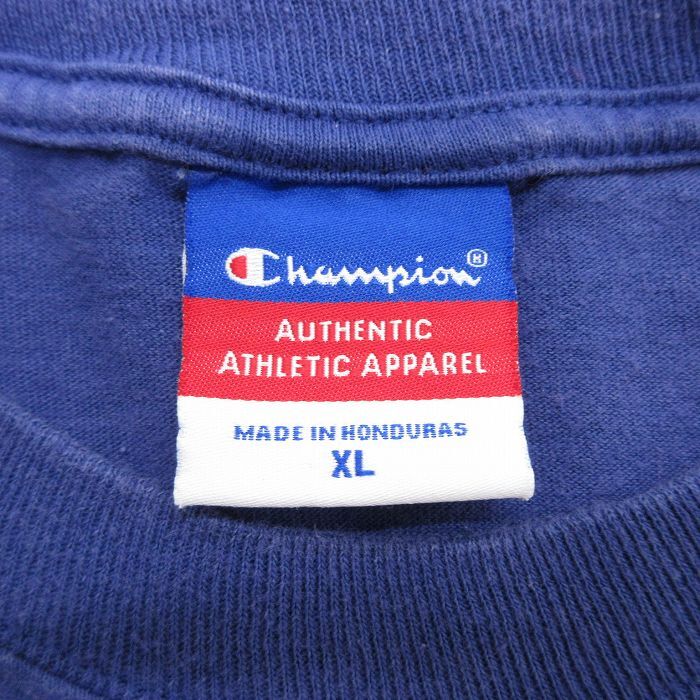 Champion®
AUTHENTIC
ATHLETIC APPAREL
MADE IN HONDURAS
XL